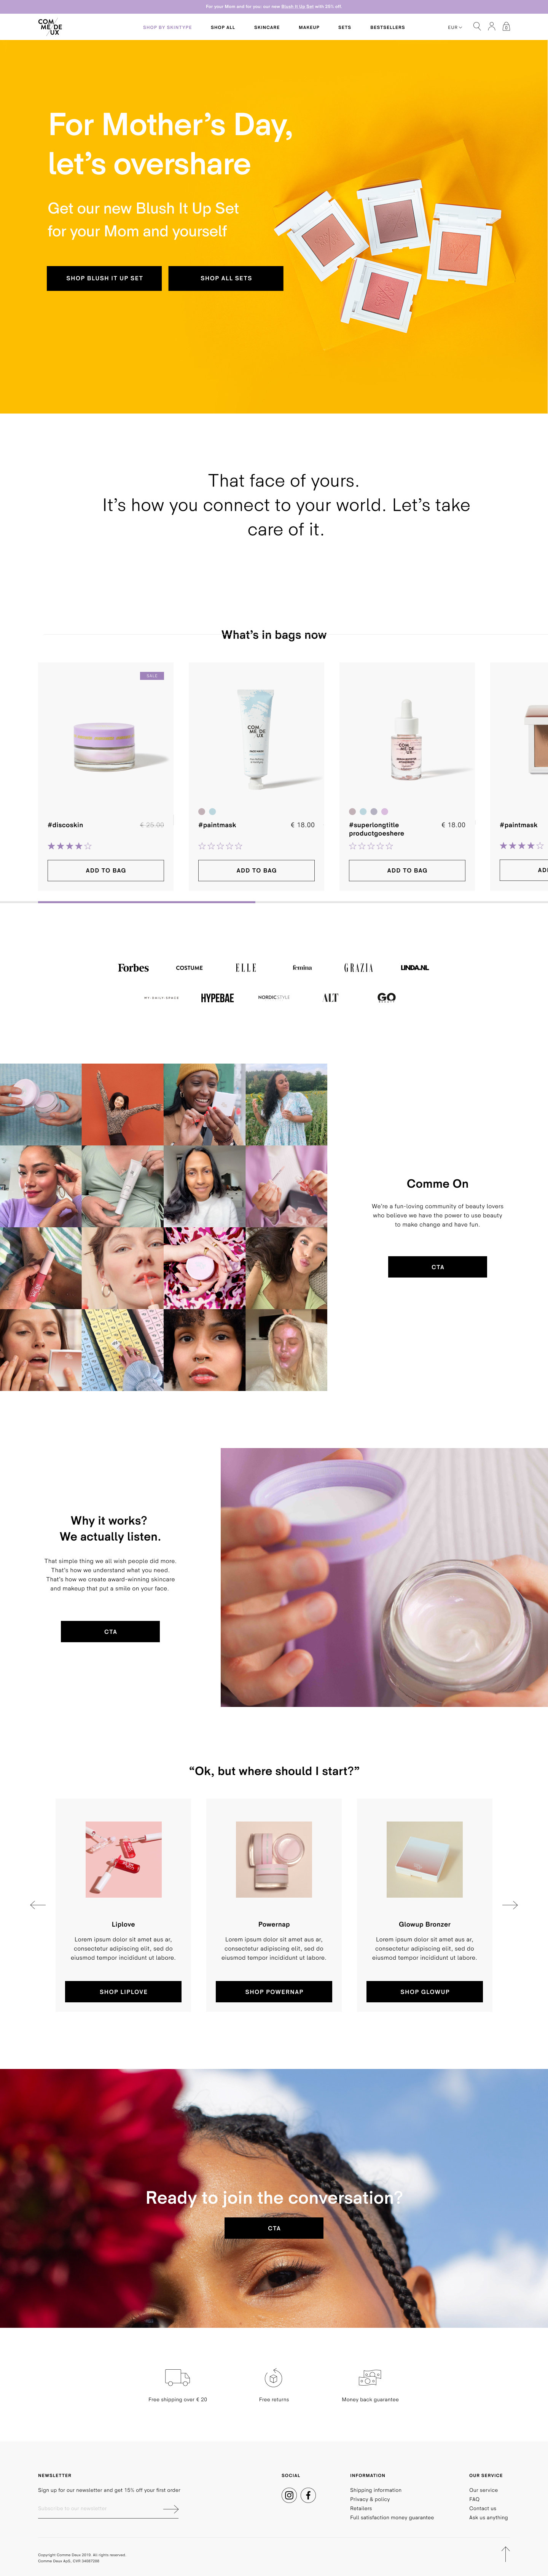 For your Mom and for you: our new Blush It Up Set with 25% off
COM
ME.DE
UX
SHOP BY SKINTYPE
SHOP ALL
SKINCARE
MAKEUP
SETS
BESTSELLERS
EUR
0
For Mother's Day,
let's overshare
Get our new Blush It Up Set
for your Mom and yourself
SHOP BLUSH IT UP SET
SHOP ALL SETS
That face of yours.
It's how you connect to your world. Let's take
care of it.
What's in bags now
SALE
COM
ME.DE
UX
COM
ME.DE
UX
#discoskin
€ 25.00
#paintmask
€ 18.00
#superlongtitle
productgoeshere
€ 18.00
#paintmask
ADD TO BAG
ADD TO BAG
ADD TO BAG
AD
Forbes
COSTUME
ELLE
femina
GRAZIA
LINDA.NL
MY DAILY SPACE
HYPEBAE
NORDICSTYLE
ALT
GO
Comme On
We're a fun-loving community of beauty lovers
who believe we have the power to use beauty
to make change and have fun.
CTA
Why it works?
We actually listen.
That simple thing we all wish people did more.
That's how we understand what you need.
That's how we create award-winning skincare
and makeup that put a smile on your face.
CTA
“Ok, but where should I start?”
Liplove
Lorem ipsum dolor sit amet aus ar,
consectetur adipiscing elit, sed do
eiusmod tempor incididunt ut labore.
SHOP LIPLOVE
Powernap
Lorem ipsum dolor sit amet aus ar,
consectetur adipiscing elit, sed do
eiusmod tempor incididunt ut labore.
SHOP POWERNAP
Glowup Bronzer
Lorem ipsum dolor sit amet aus ar,
consectetur adipiscing elit, sed do
eiusmod tempor incididunt ut labore.
SHOP GLOWUP
Ready to join the conversation?
CTA
Free shipping over € 20
Free returns
Money back guarantee
NEWSLETTER
Sign up for our newsletter and get 15% off your first order
Subscribe to our newsletter
SOCIAL
INFORMATION
Shipping information
Privacy & policy
Retailers
Full satisfaction money guarantee
OUR SERVICE
Our service
FAQ
Contact us
Ask us anything
Copyright Comme Deux 2019. All rights reserved.